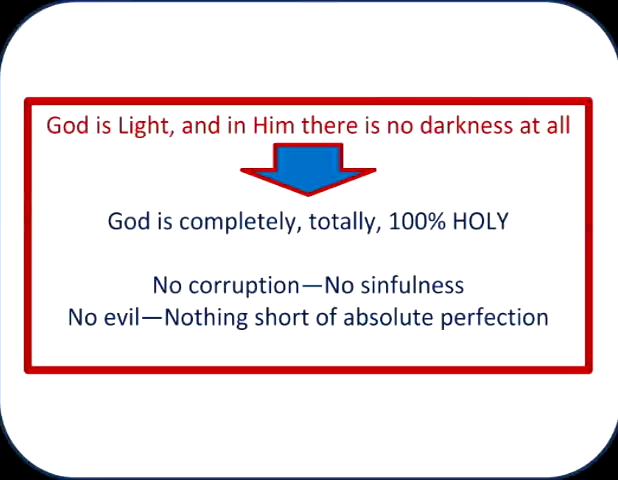 God is Light, and in Him there is no darkness at all
God is completely, totally, 100% HOLY
No corruption—No sinfulness
No evil—Nothing short of absolute perfection